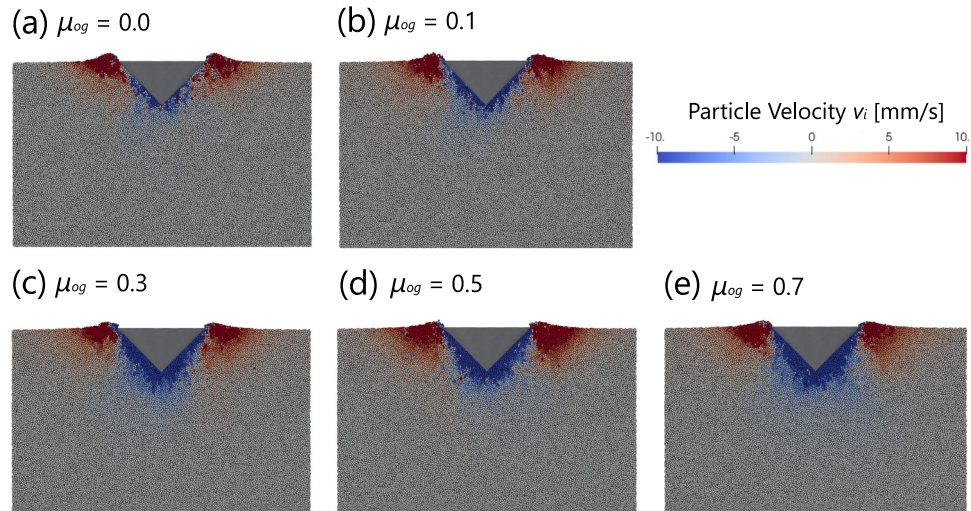 (a) μog = 0.0
(b) μog = 0.1
Particle Velocity vi [mm/s]
-10. -5 0 5 10.
(c) μog = 0.3
(d) μog = 0.5
(e) μog = 0.7